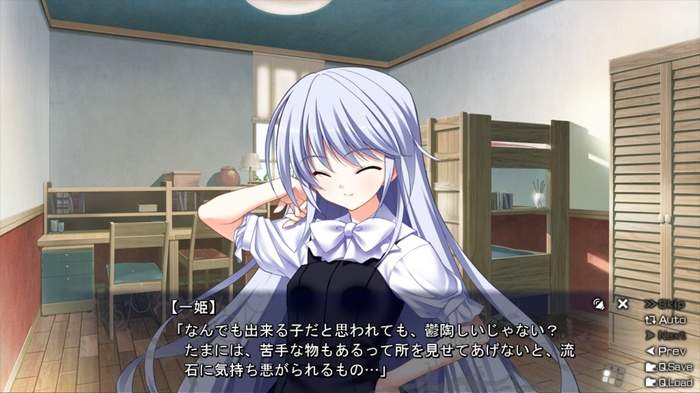 【一姫】
「なんでも出来る子だと思われても、鬱陶しいじゃない？
たまには、苦手な物もあるって所を見せてあげないと、流
石に気持ち悪がられるもの…」
Skip
Auto
Next
Prev
Q.Save
Q.Load